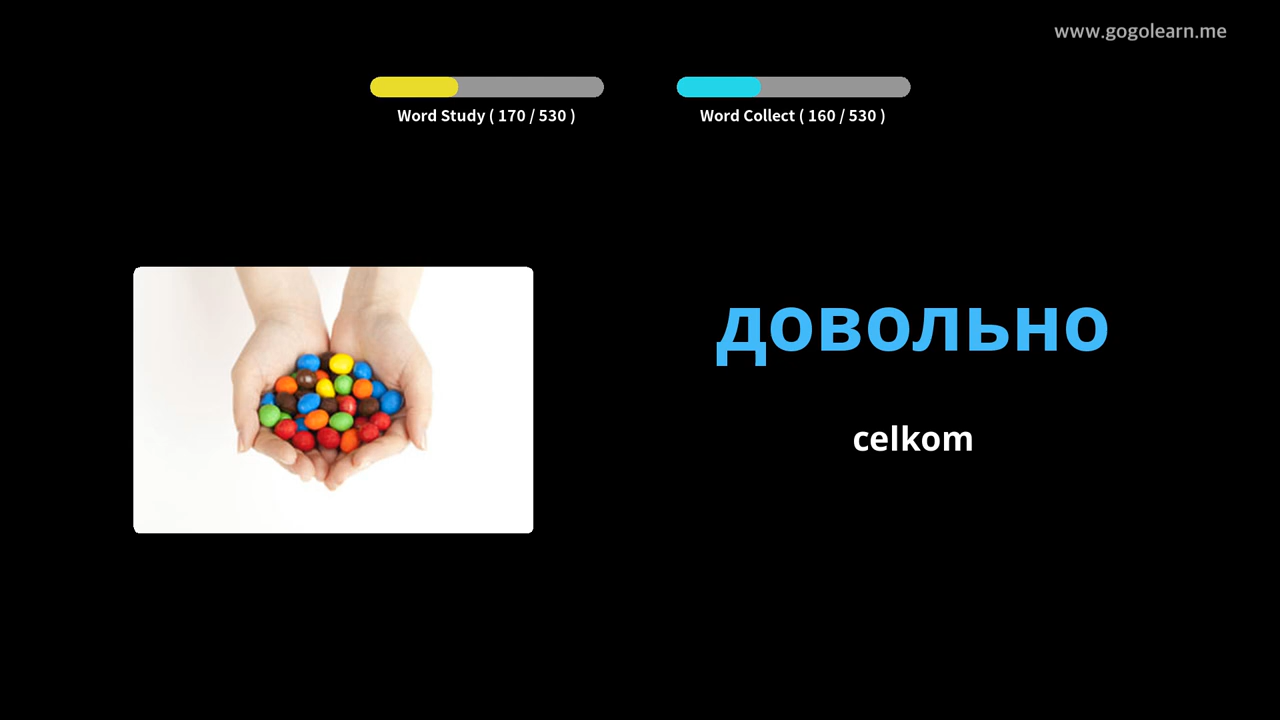 www.gogolearn.me
Word Study ( 170 / 530 )
Word Collect ( 160 / 530 )
довольно
celkom